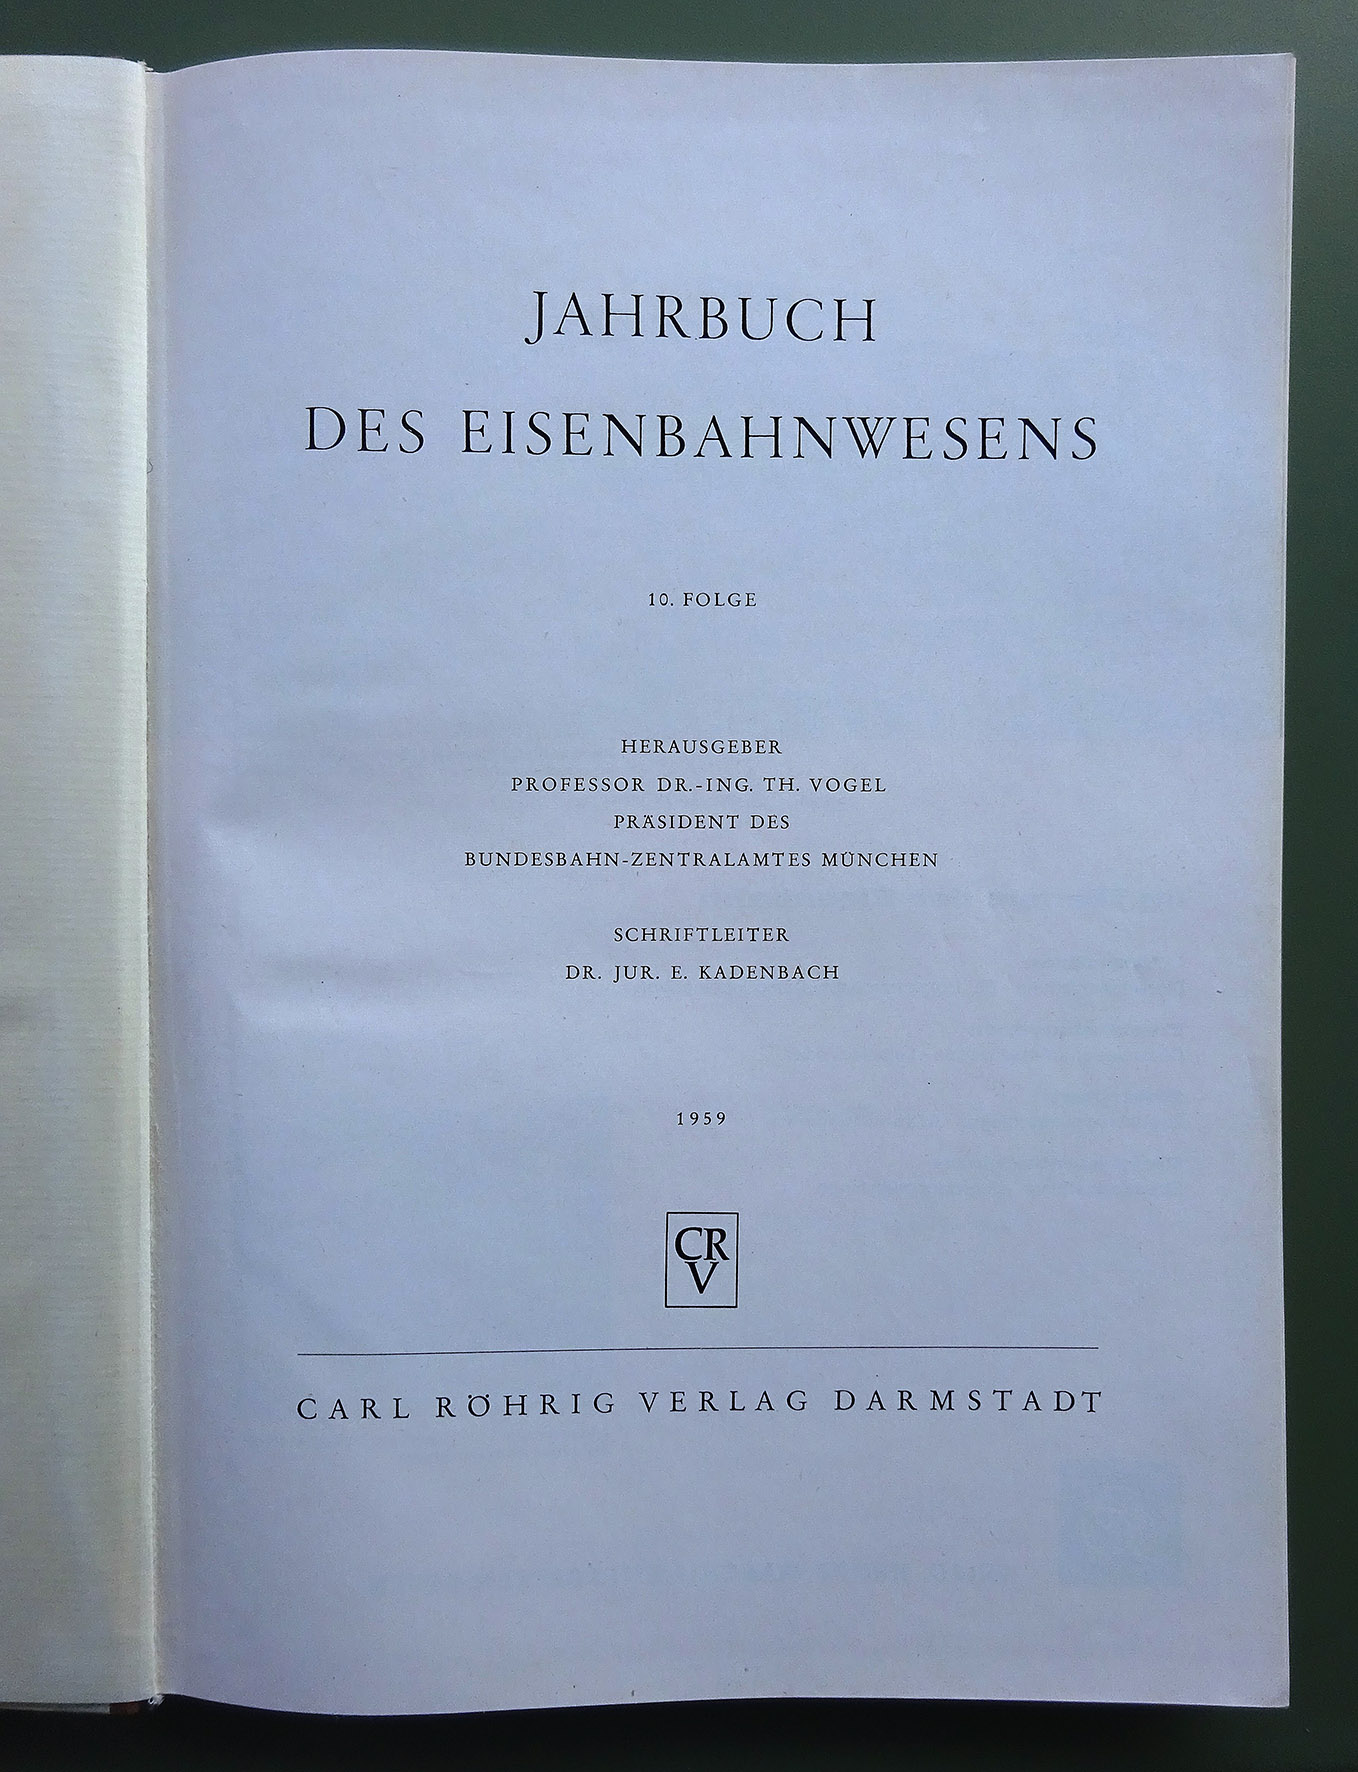 JAHRBUCH
DES EISENBAHNWESENS
10. FOLGE
HERAUSGEBER
PROFESSOR DR.-ING. TH. VOGEL
PRÄSIDENT DES
BUNDESBAHN-ZENTRALAMTES MÜNCHEN
SCHRIFTLEITER
DR. JUR. E. KADENBACH
1959
CR
V
CARL RÖHRIG VERLAG DARMSTADT